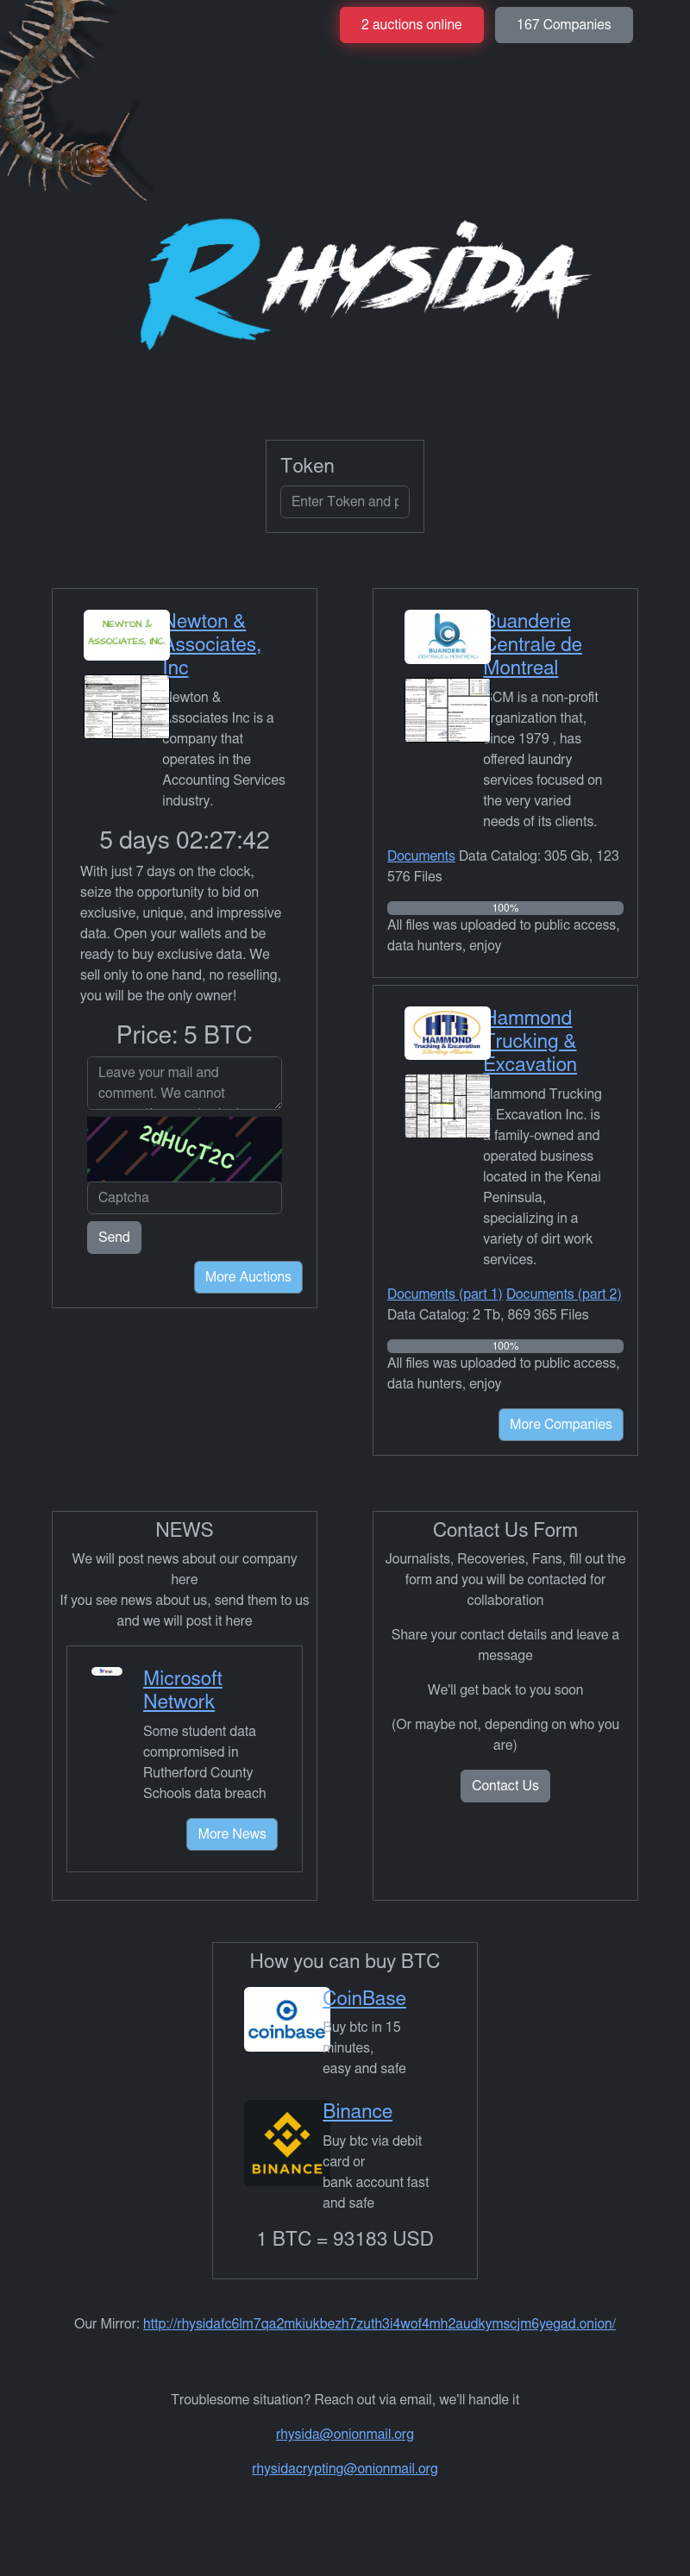 2 auctions online
167 Companies
RHYSIDA
Token
Enter Token and p
NEWTON &
ASSOCIATES, INC.
Newton &
Associates,
Inc
Newton &
Associates Inc is a
company that
operates in the
Accounting Services
industry.
5 days 02:27:42
With just 7 days on the clock,
seize the opportunity to bid on
exclusive, unique, and impressive
data. Open your wallets and be
ready to buy exclusive data. We
sell only to one hand, no reselling,
you will be the only owner!
Price: 5 BTC
Leave your mail and
comment. We cannot
2dHUcT2C
Captcha
Send
More Auctions
BUANDERIE
CENTRALE DE MONTREAL
Buanderie
Centrale de
Montreal
BCM is a non-profit
organization that,
since 1979 , has
offered laundry
services focused on
the very varied
needs of its clients.
Documents Data Catalog: 305 Gb, 123
576 Files
100%
All files was uploaded to public access,
data hunters, enjoy
HTE
HAMMOND
Trucking & Excavation
Sterling Alaska
Hammond
Trucking &
Excavation
Hammond Trucking
& Excavation Inc. is
a family-owned and
operated business
located in the Kenai
Peninsula,
specializing in a
variety of dirt work
services.
Documents (part 1) Documents (part 2)
Data Catalog: 2 Tb, 869 365 Files
100%
All files was uploaded to public access,
data hunters, enjoy
More Companies
NEWS
We will post news about our company
here
If you see news about us, send them to us
and we will post it here
Microsoft
Network
Some student data
compromised in
Rutherford County
Schools data breach
More News
Contact Us Form
Journalists, Recoveries, Fans, fill out the
form and you will be contacted for
collaboration
Share your contact details and leave a
message
We'll get back to you soon
(Or maybe not, depending on who you
are)
Contact Us
How you can buy BTC
coinbase
CoinBase
Buy btc in 15
minutes,
easy and safe
BINANCE
Binance
Buy btc via debit
card or
bank account fast
and safe
1 BTC = 93183 USD
Our Mirror: http://rhysidafc6lm7qa2mkiukbezh7zuth3i4wof4mh2audkymscjm6yegad.onion/
Troublesome situation? Reach out via email, we'll handle it
rhysida@onionmail.org
rhysidacrypting@onionmail.org